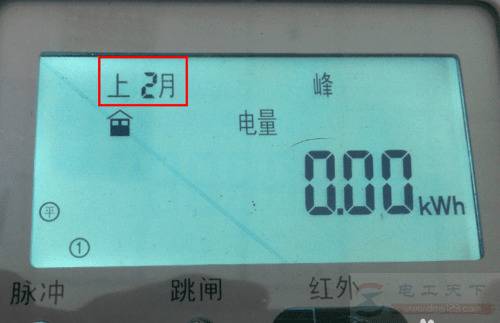 上 2月 峰
电量
0.00 kWh
平
1
脉冲 跳闸 红外
电工天下